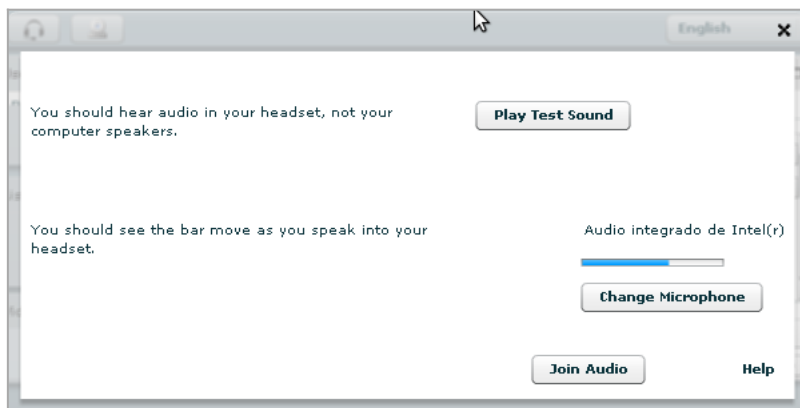 English
You should hear audio in your headset, not your
computer speakers.
Play Test Sound
You should see the bar move as you speak into your
headset.
Audio integrado de Intel(r)
Change Microphone
Join Audio
Help